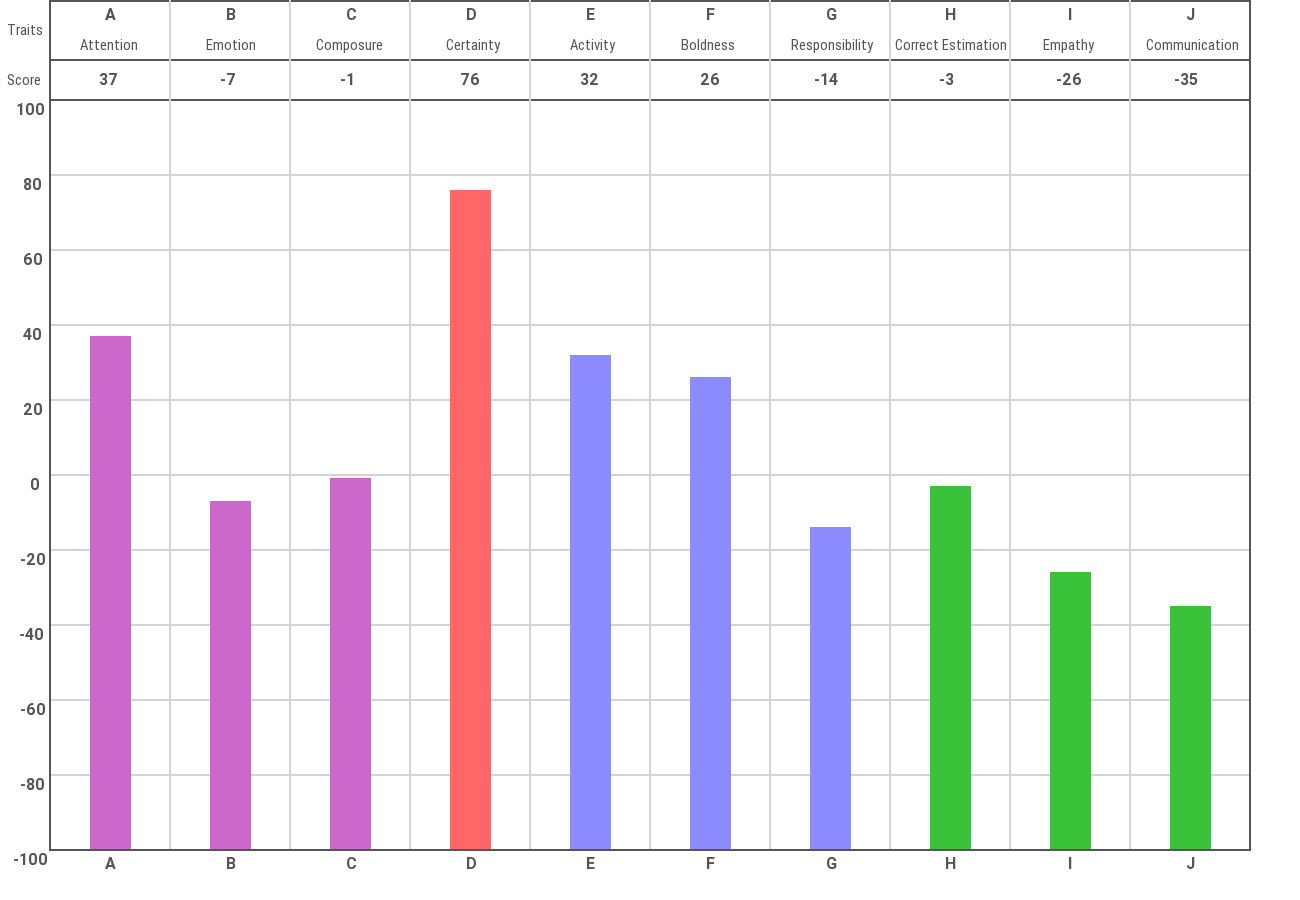 A B C D E F G H I J
Traits
Attention Emotion Composure Certainty Activity Boldness Responsibility Correct Estimation Empathy Communication
Score 37 -7 -1 76 32 26 -14 -3 -26 -35
100
80
60
40
20
0
-20
-40
-60
-80
-100
A B C D E F G H I J